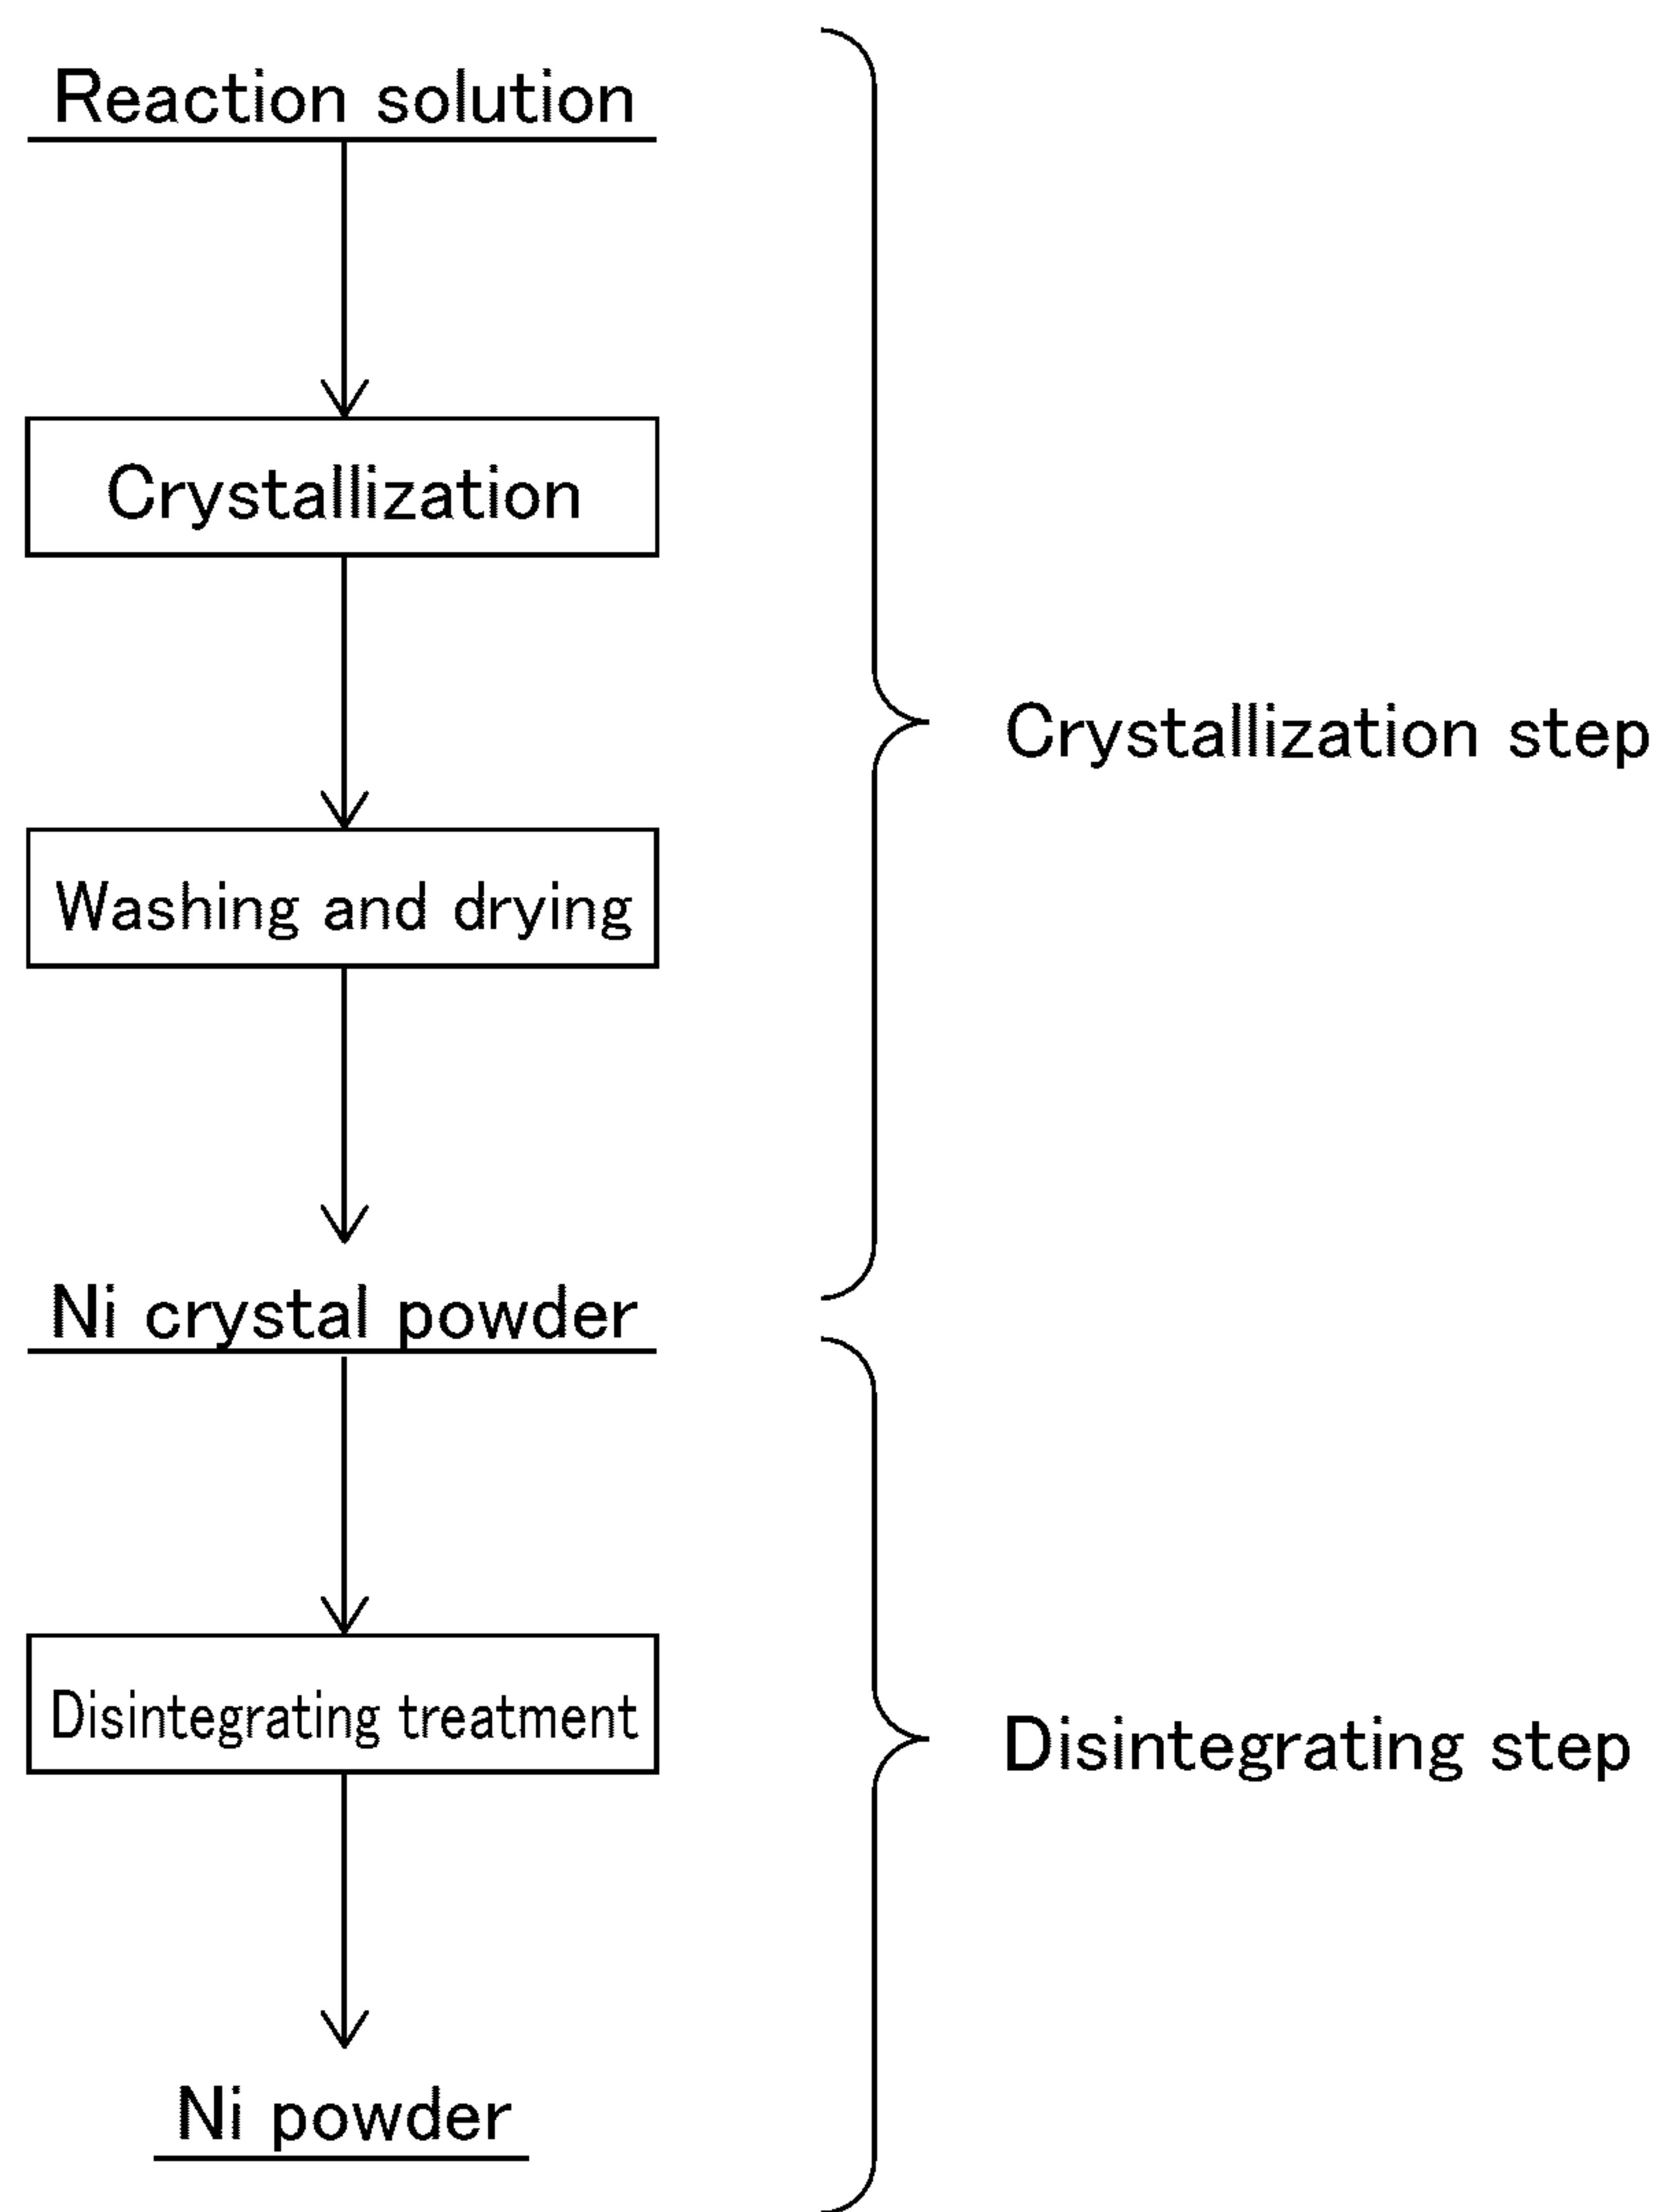 Reaction solution
Crystallization
Crystallization step
Washing and drying
Ni crystal powder
Disintegrating treatment
Disintegrating step
Ni powder